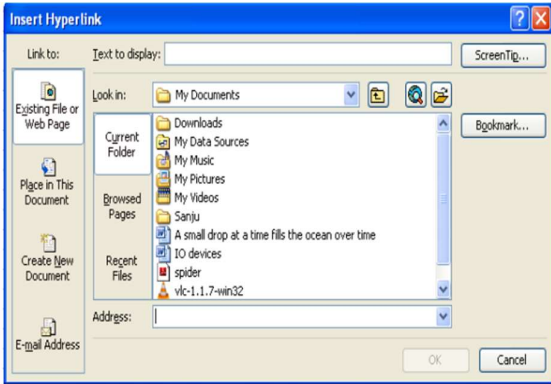 Insert Hyperlink
Link to:
Text to display:
ScreenTip...
Existing File or
Web Page
Look in:
My Documents
Bookmark...
Current
Folder
Downloads
My Data Sources
My Music
My Pictures
My Videos
Sanju
A small drop at a time fills the ocean over time
IO devices
spider
vlc-1.1.7-win32
Place in This
Document
Browsed
Pages
Create New
Document
Recent
Files
Address:
E-mail Address
OK
Cancel